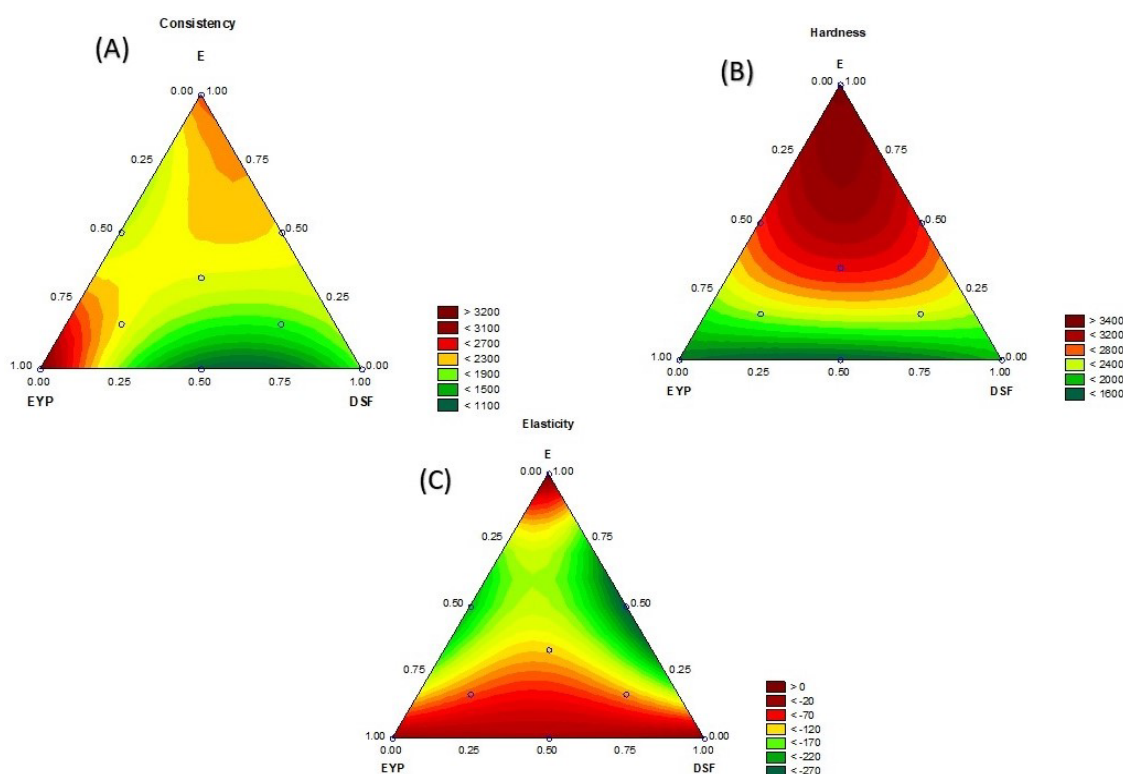 Consistency
(A)
E
0.00 1.00
0.25 0.75
0.50 0.50
0.75 0.25
1.00 0.00
0.00 0.25 0.50 0.75 1.00
EYP DSF
> 3200
< 3100
< 2700
< 2300
< 1900
< 1500
< 1100
Hardness
(B)
E
0.00 1.00
0.25 0.75
0.50 0.50
0.75 0.25
1.00 0.00
0.00 0.25 0.50 0.75 1.00
EYP DSF
> 3400
< 3200
< 2800
< 2400
< 2000
< 1600
Elasticity
(C)
E
0.00 1.00
0.25 0.75
0.50 0.50
0.75 0.25
1.00 0.00
0.00 0.25 0.50 0.75 1.00
EYP DSF
> 0
< -20
< -70
< -120
< -170
< -220
< -270